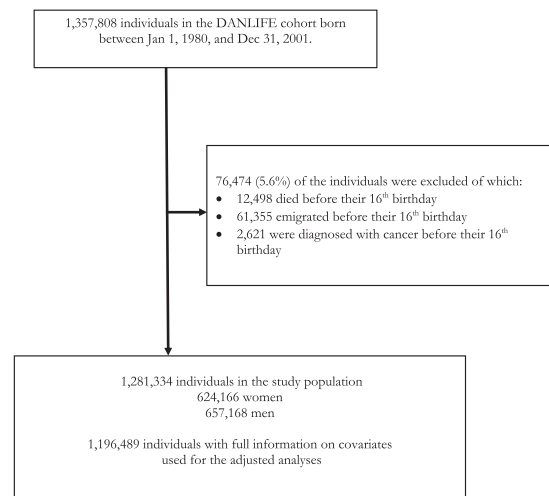 1,357,808 individuals in the DANLIFE cohort born
between Jan 1, 1980, and Dec 31, 2001.
76,474 (5.6%) of the individuals were excluded of which:
• 12,498 died before their 16th birthday
• 61,355 emigrated before their 16th birthday
• 2,621 were diagnosed with cancer before their 16th
birthday
1,281,334 individuals in the study population
624,166 women
657,168 men
1,196,489 individuals with full information on covariates
used for the adjusted analyses